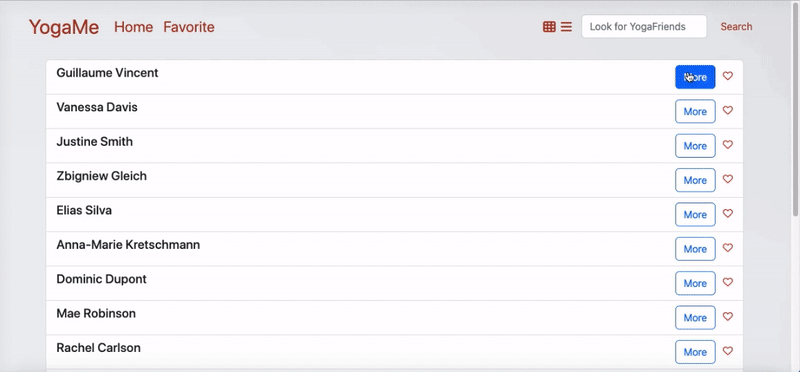 YogaMe Home Favorite Look for YogaFriends Search
Guillaume Vincent More
Vanessa Davis More
Justine Smith More
Zbigniew Gleich More
Elias Silva More
Anna-Marie Kretschmann More
Dominic Dupont More
Mae Robinson More
Rachel Carlson More